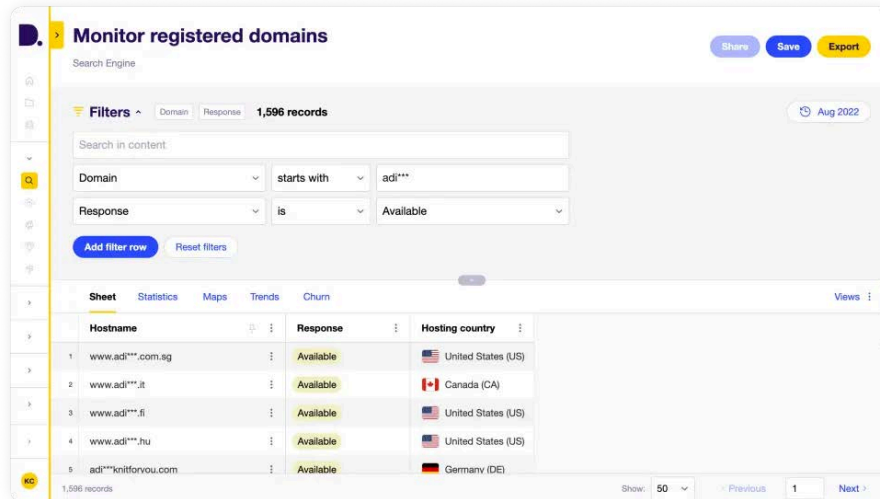 D.
Monitor registered domains
Search Engine
Share Save Export
Filters Domain Response 1,596 records Aug 2022
Search in content
Domain starts with adi***
Response is Available
Add filter row Reset filters
Sheet Statistics Maps Trends Churn Views
Hostname Response Hosting country
1 www.adi***.com.sg Available United States (US)
2 www.adi***.it Available Canada (CA)
3 www.adi***.fi Available United States (US)
4 www.adi***.hu Available United States (US)
5 adi***knitforyou.com Available Germany (DE)
KC 1,596 records Show: 50 Previous 1 Next